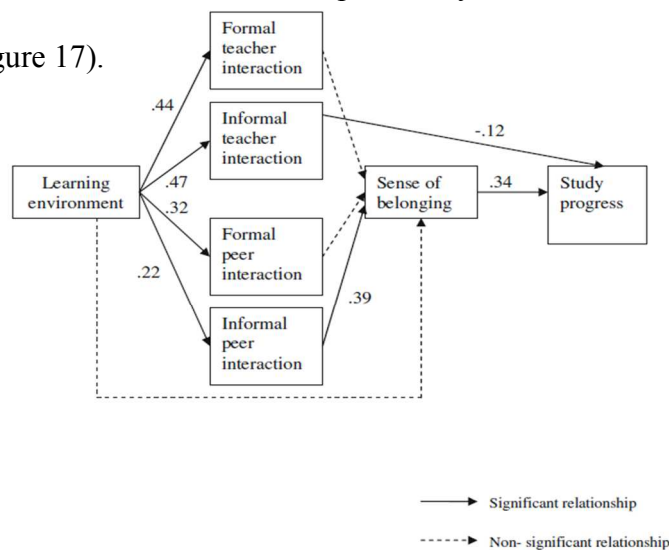 gure 17).
Formal
teacher
interaction
.44
Informal
teacher
interaction
-.12
Learning
environment
.47
.32
Sense of
belonging
.34
Study
progress
Formal
peer
interaction
.22
.39
Informal
peer
interaction
Significant relationship
Non- significant relationship